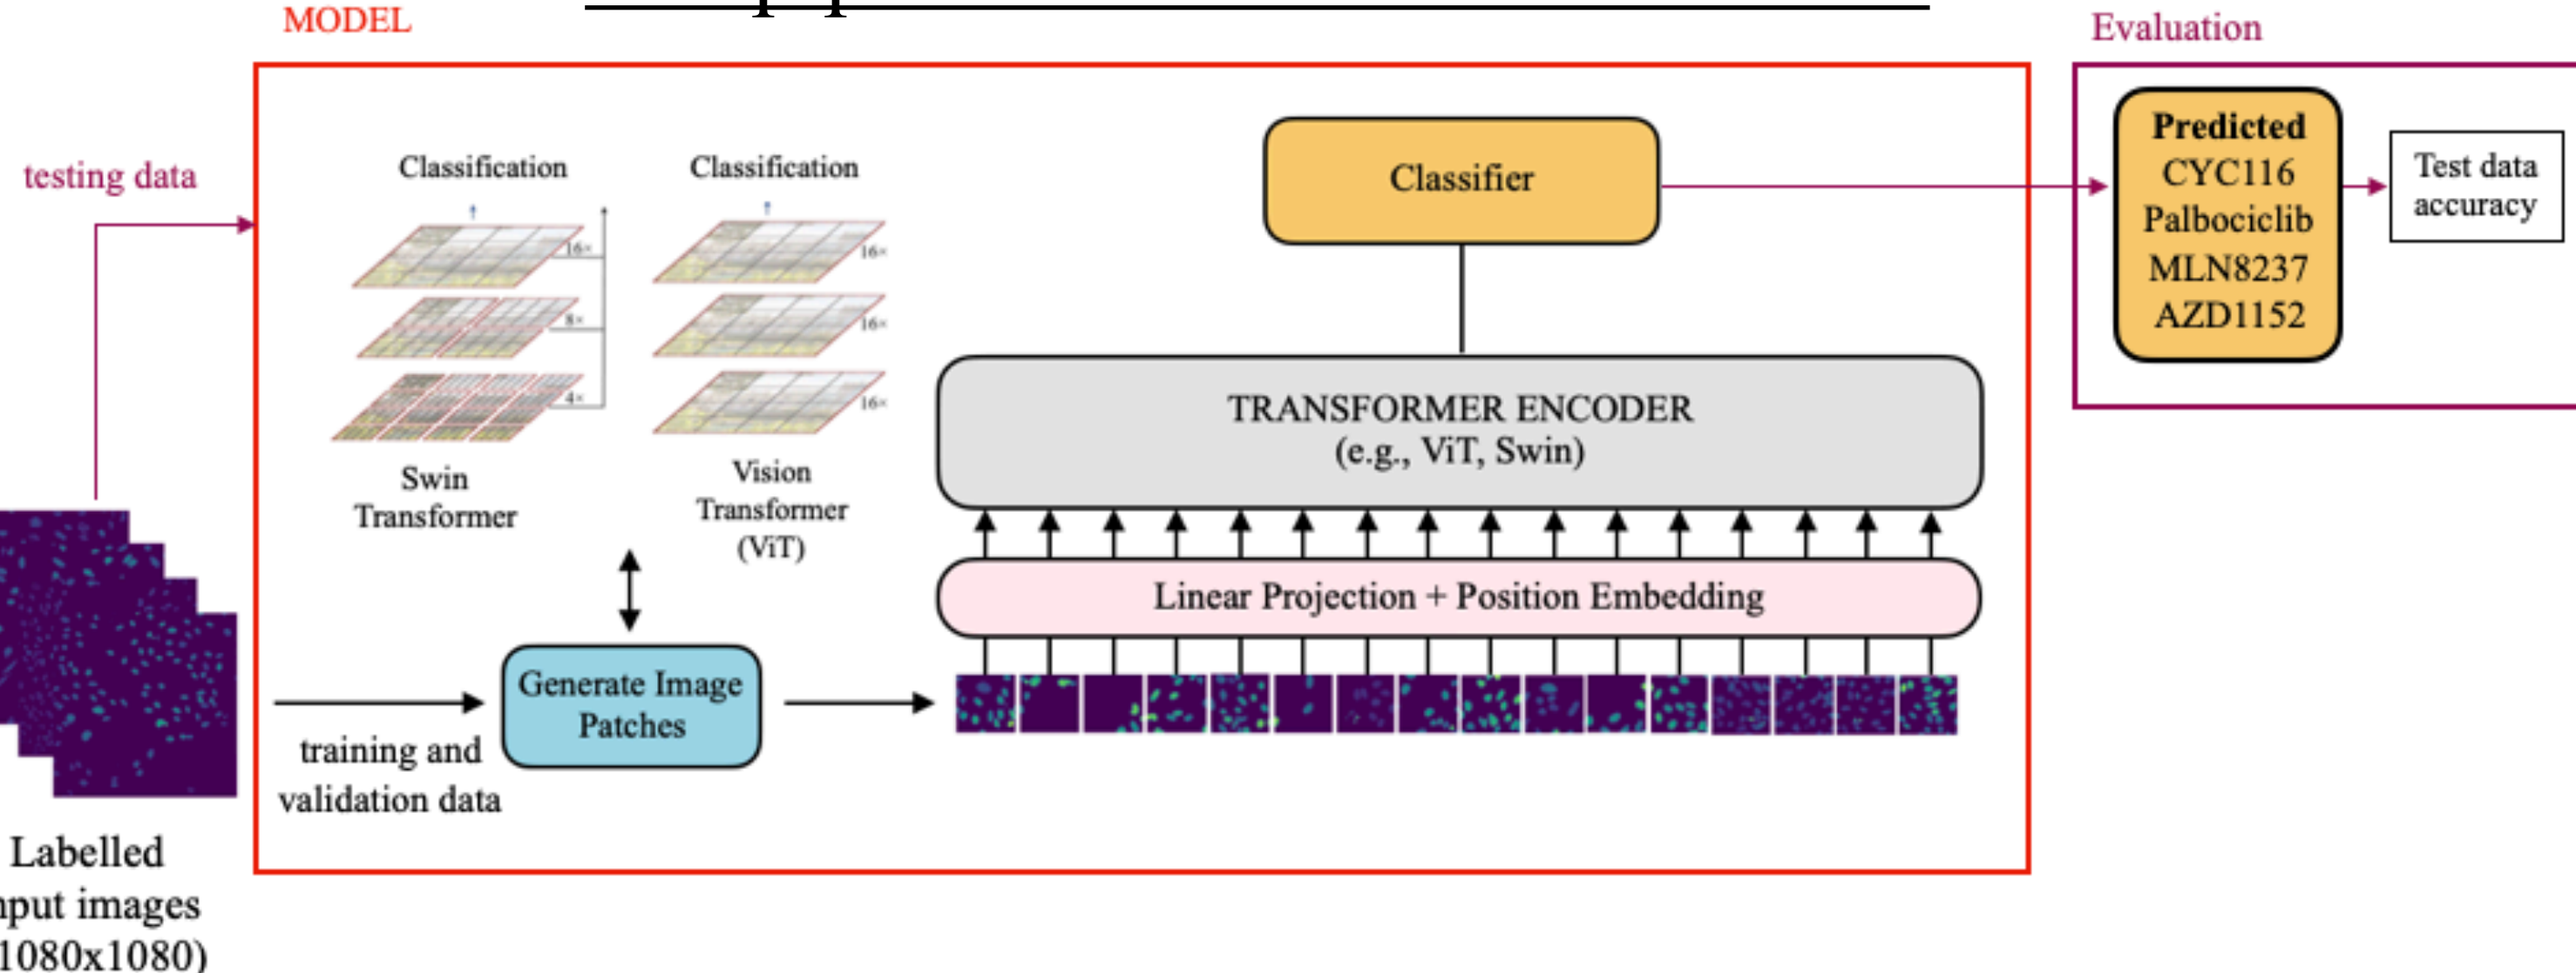 MODEL
Evaluation
testing data
Classification
Classification
16×
8×
4×
16×
16×
16×
Swin
Transformer
Vision
Transformer
(ViT)
Generate Image
Patches
training and
validation data
Labelled
images
1080x1080)
Classifier
TRANSFORMER ENCODER
(e.g., ViT, Swin)
Linear Projection + Position Embedding
Predicted
CYC116
Palbociclib
MLN8237
AZD1152
Test data
accuracy